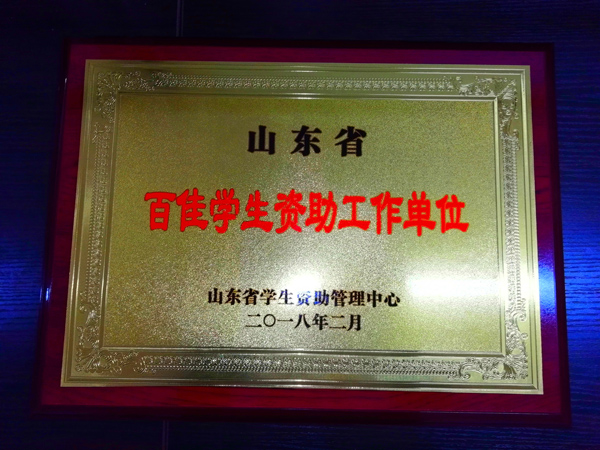 山东省
百佳学生资助工作单位
山东省学生资助管理中心
二〇一八年二月